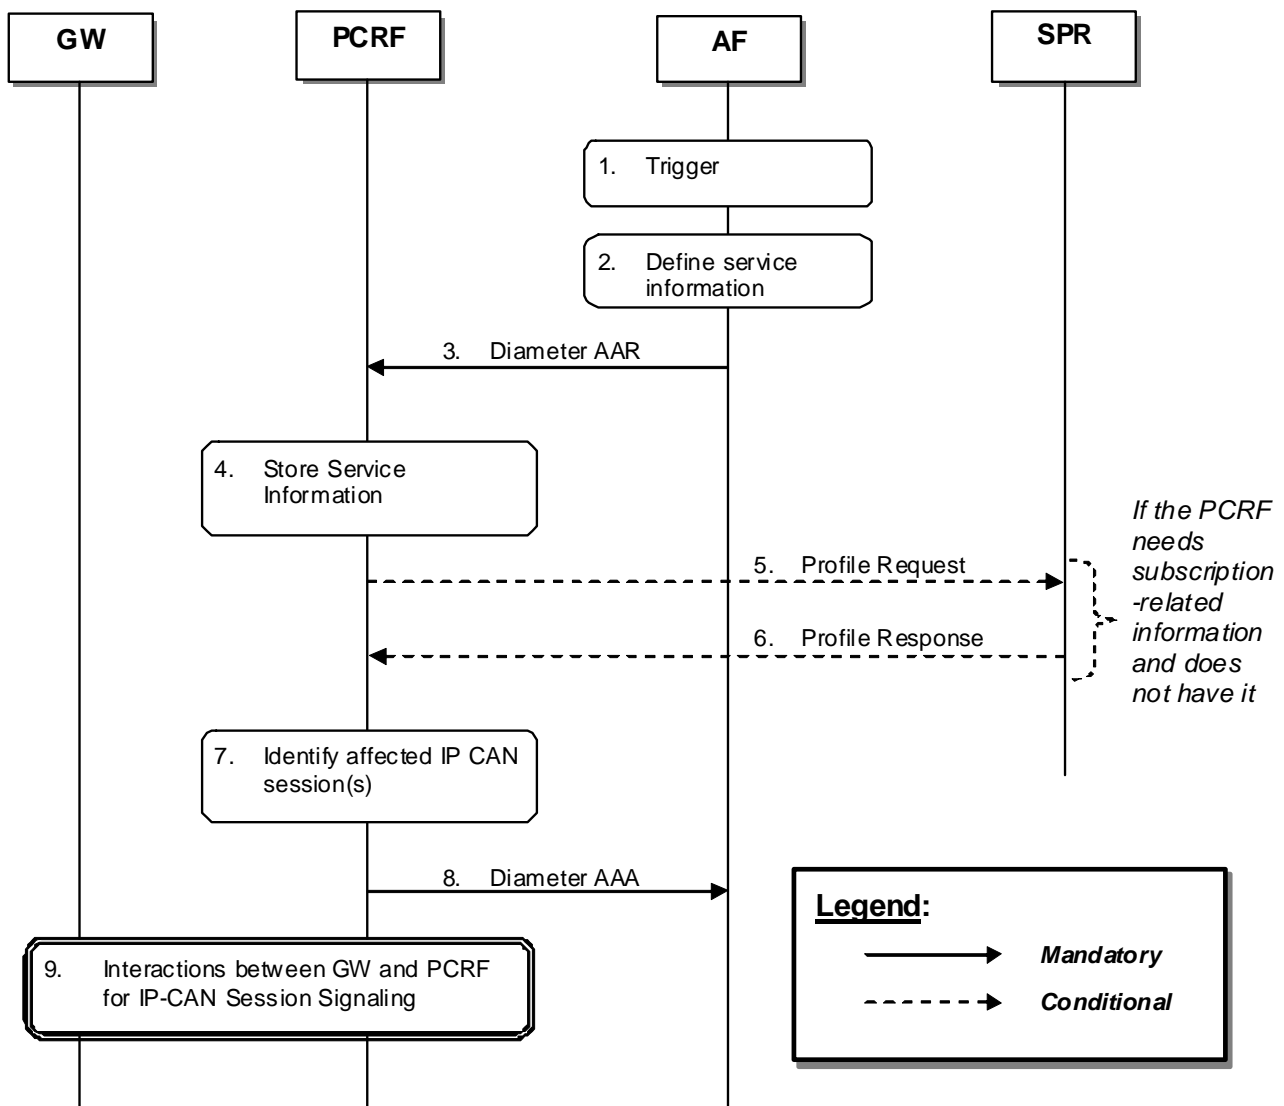 GW
PCRF
AF
SPR
1. Trigger
2. Define service
information
3. Diameter AAR
4. Store Service
Information
5. Profile Request
6. Profile Response
If the PCRF
needs
subscription
-related
information
and does
not have it
7. Identify affected IP CAN
session(s)
8. Diameter AAA
9. Interactions between GW and PCRF
for IP-CAN Session Signaling
Legend:
Mandatory
Conditional